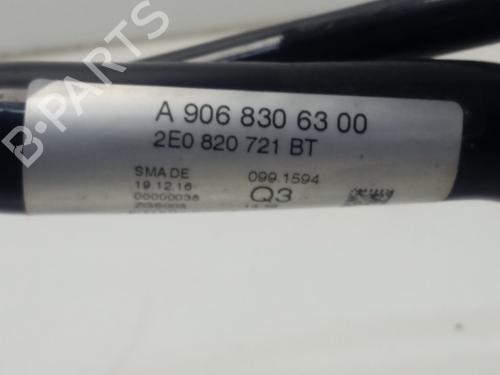 A 906 830 63 00
2E0 820 721 BT
SMA DE 099.1594
19.12.16 Q3
00000038
B-PARTS